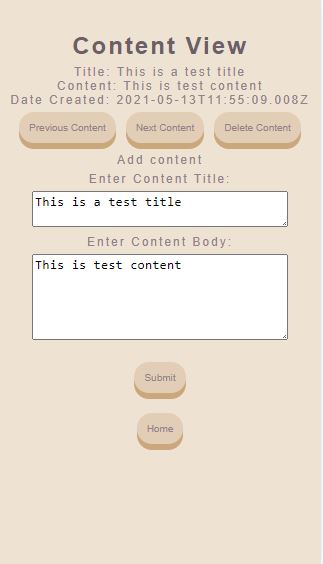 Content View
Title: This is a test title
Content: This is test content
Date Created: 2021-05-13T11:55:09.008Z
Previous Content Next Content Delete Content
Add content
Enter Content Title:
This is a test title
Enter Content Body:
This is test content
Submit
Home